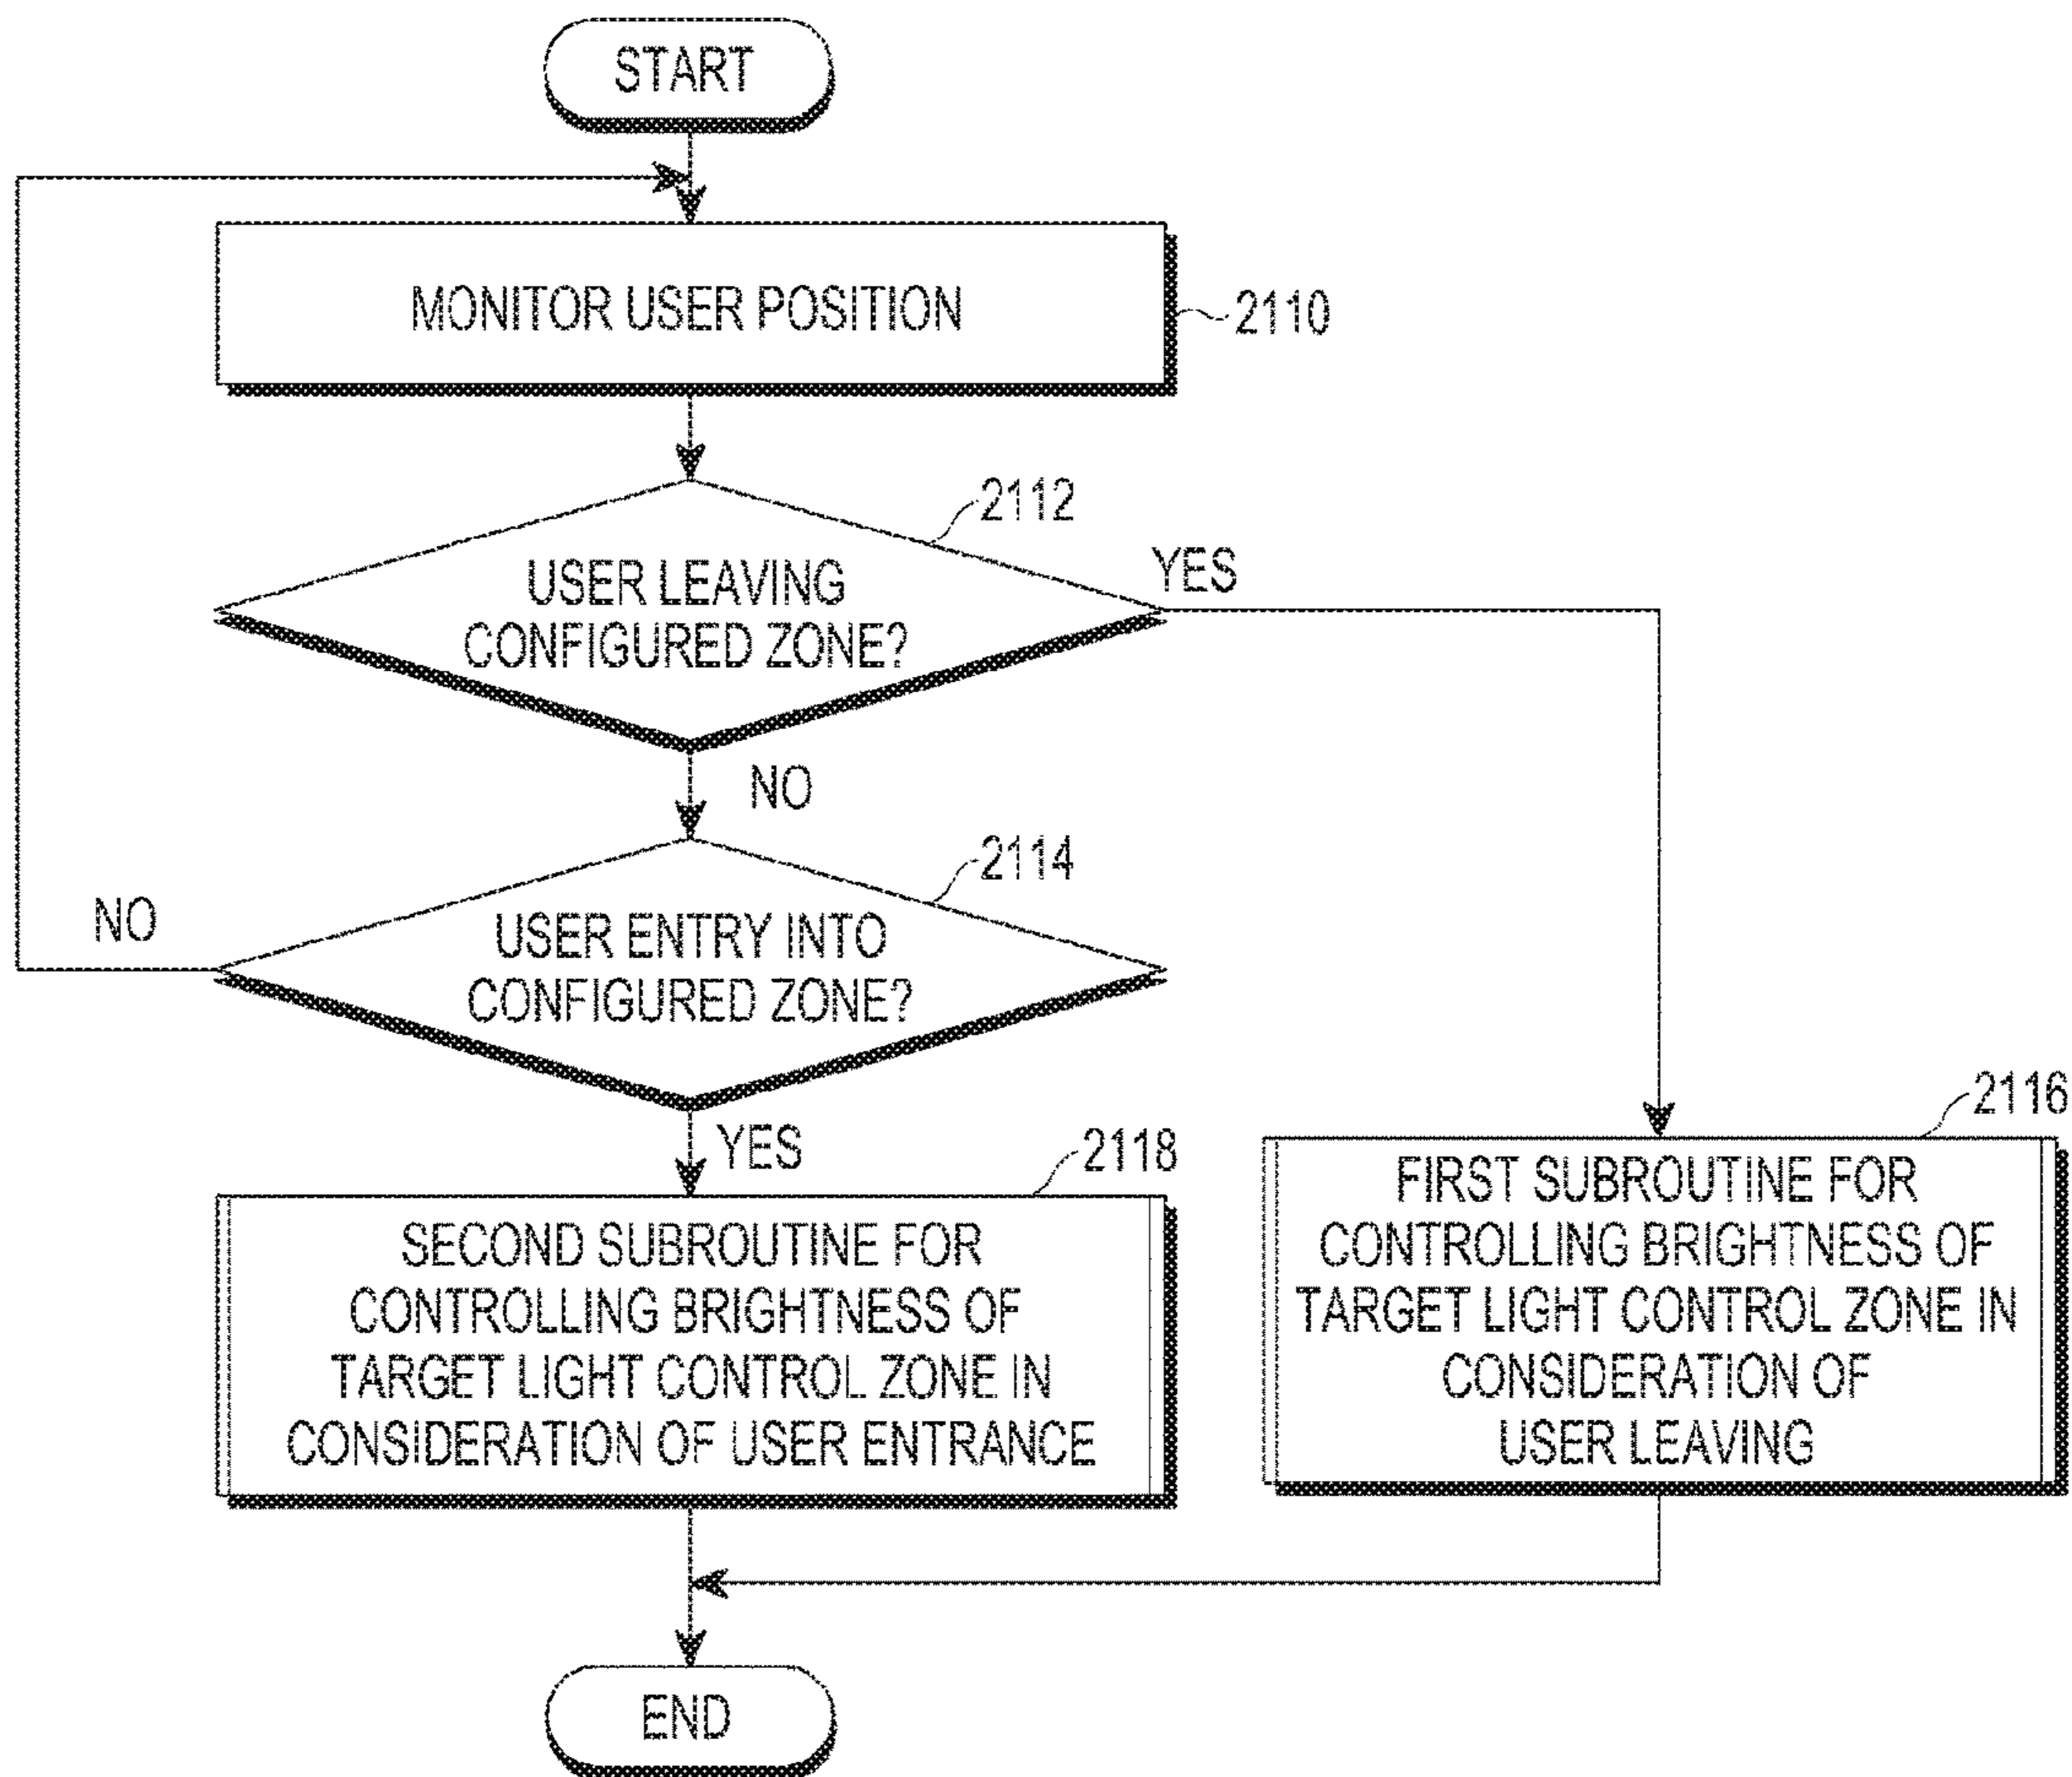 START
MONITOR USER POSITION
2110
2112
USER LEAVING
CONFIGURED ZONE?
YES
NO
2114
USER ENTRY INTO
CONFIGURED ZONE?
NO
YES
2118
SECOND SUBROUTINE FOR
CONTROLLING BRIGHTNESS OF
TARGET LIGHT CONTROL ZONE IN
CONSIDERATION OF USER ENTRANCE
2116
FIRST SUBROUTINE FOR
CONTROLLING BRIGHTNESS OF
TARGET LIGHT CONTROL ZONE IN
CONSIDERATION OF
USER LEAVING
END